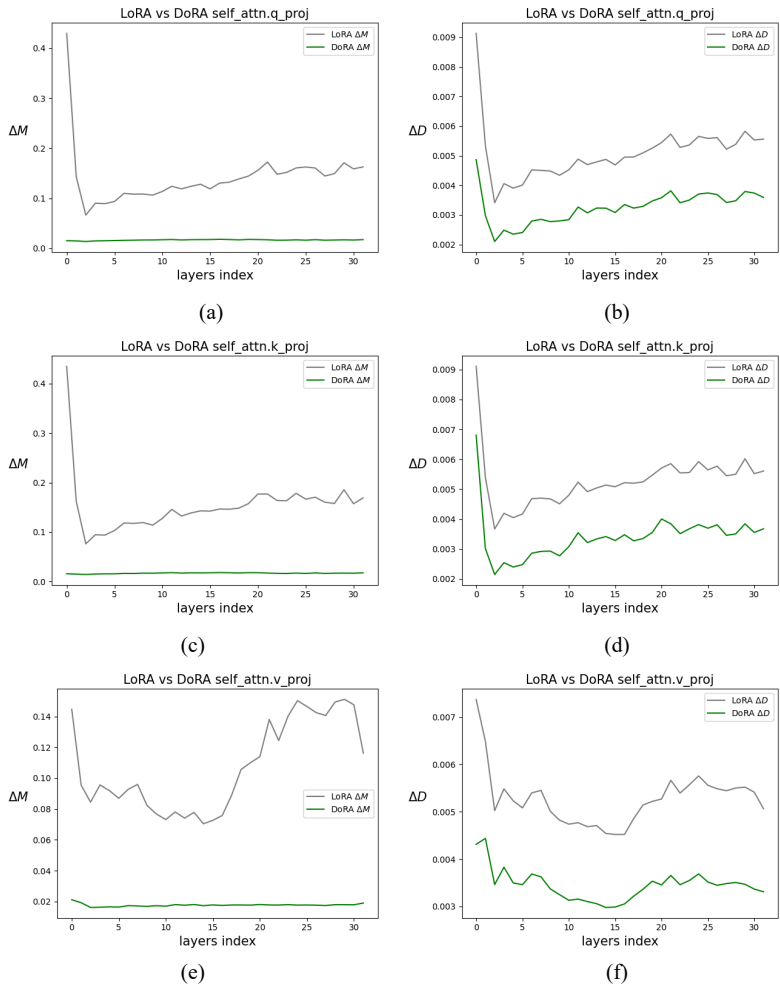 LoRA vs DoRA self_attn.q_proj
LoRA ΔM
DoRA ΔM
ΔM
0.4
0.3
0.2
0.1
0.0
0 5 10 15 20 25 30
layers index
(a)
LoRA vs DoRA self_attn.q_proj
LoRA ΔD
DoRA ΔD
ΔD
0.009
0.008
0.007
0.006
0.005
0.004
0.003
0.002
0 5 10 15 20 25 30
layers index
(b)
LoRA vs DoRA self_attn.k_proj
LoRA ΔM
DoRA ΔM
ΔM
0.4
0.3
0.2
0.1
0.0
0 5 10 15 20 25 30
layers index
(c)
LoRA vs DoRA self_attn.k_proj
LoRA ΔD
DoRA ΔD
ΔD
0.009
0.008
0.007
0.006
0.005
0.004
0.003
0.002
0 5 10 15 20 25 30
layers index
(d)
LoRA vs DoRA self_attn.v_proj
LoRA ΔM
DoRA ΔM
ΔM
0.14
0.12
0.10
0.08
0.06
0.04
0.02
0 5 10 15 20 25 30
layers index
(e)
LoRA vs DoRA self_attn.v_proj
LoRA ΔD
DoRA ΔD
ΔD
0.007
0.006
0.005
0.004
0.003
0 5 10 15 20 25 30
layers index
(f)